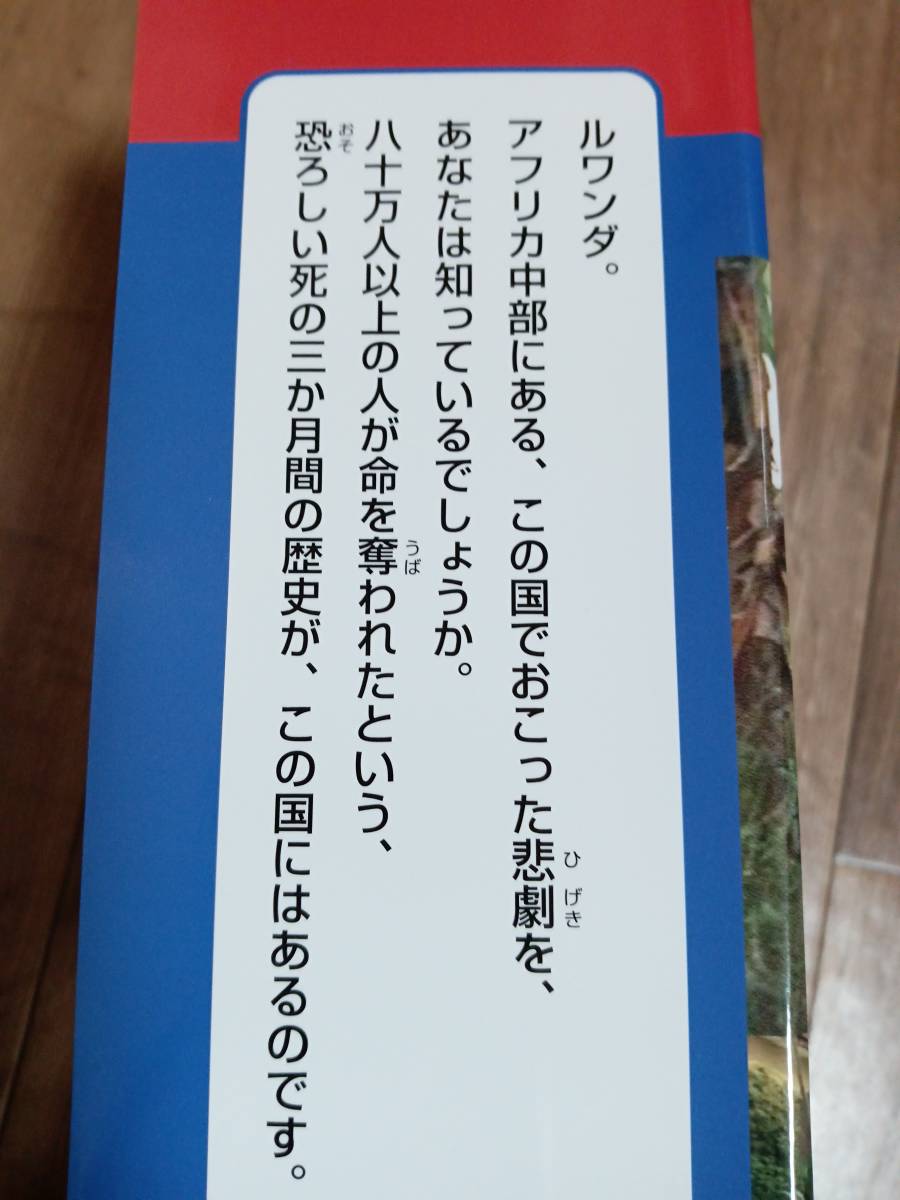 ルワンダ。
アフリカ中部にある、この国でおこった悲劇を、
あなたは知っているでしょうか。
八十万人以上の人が命を奪われたという、
恐ろしい死の三か月間の歴史が、この国にはあるのです。